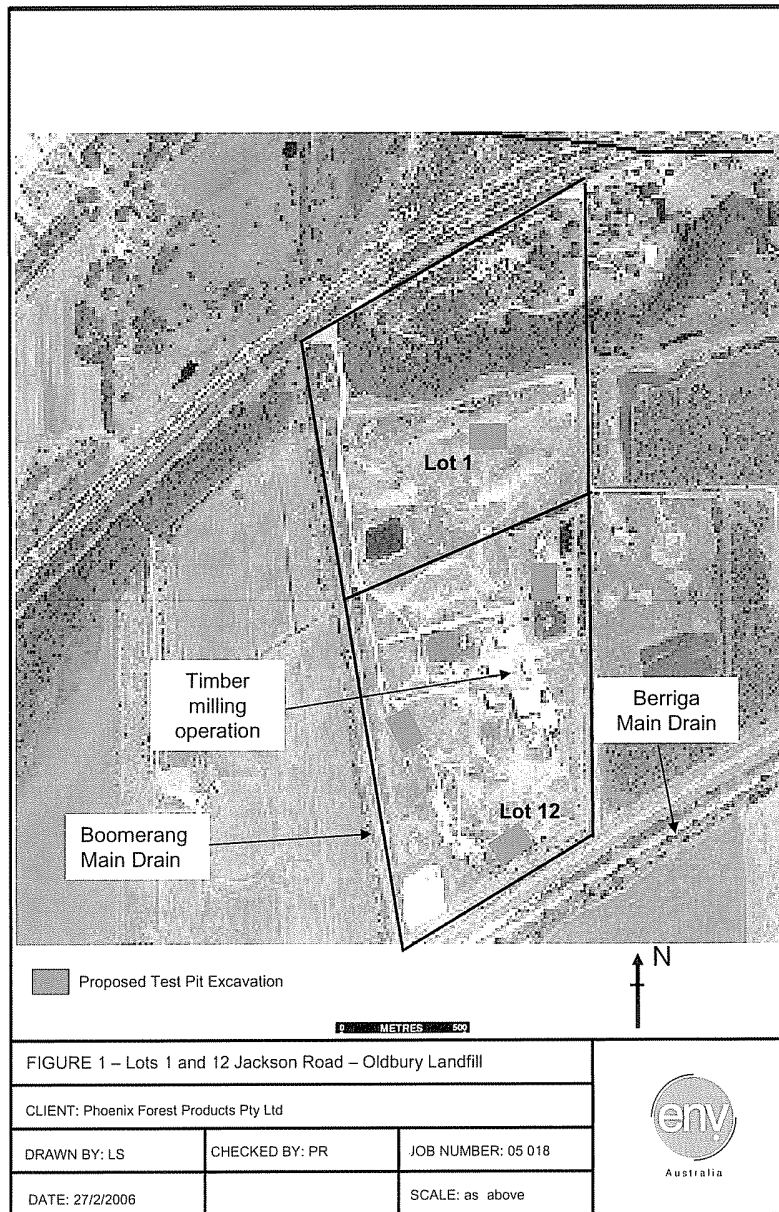 Lot 1
Timber
milling
operation
Berriga
Main Drain
Lot 12
Boomerang
Main Drain
Proposed Test Pit Excavation
N
0 METRES 500
FIGURE 1 – Lots 1 and 12 Jackson Road – Oldbury Landfill
CLIENT: Phoenix Forest Products Pty Ltd
DRAWN BY: LS
CHECKED BY: PR
JOB NUMBER: 05 018
DATE: 27/2/2006
SCALE: as above
env
Australia